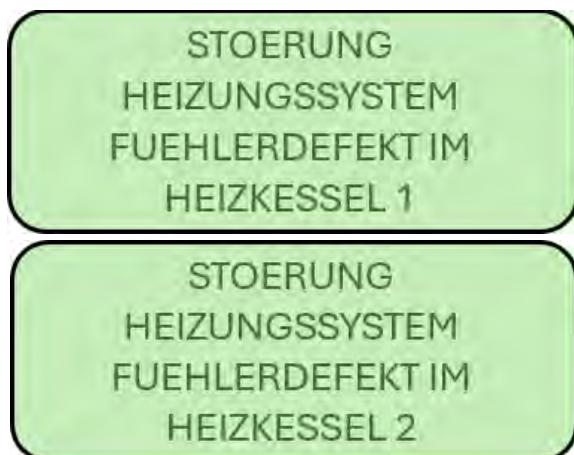 STOERUNG
HEIZUNGSSYSTEM
FUEHLERDEFEKT IM
HEIZKESSEL 1
STOERUNG
HEIZUNGSSYSTEM
FUEHLERDEFEKT IM
HEIZKESSEL 2